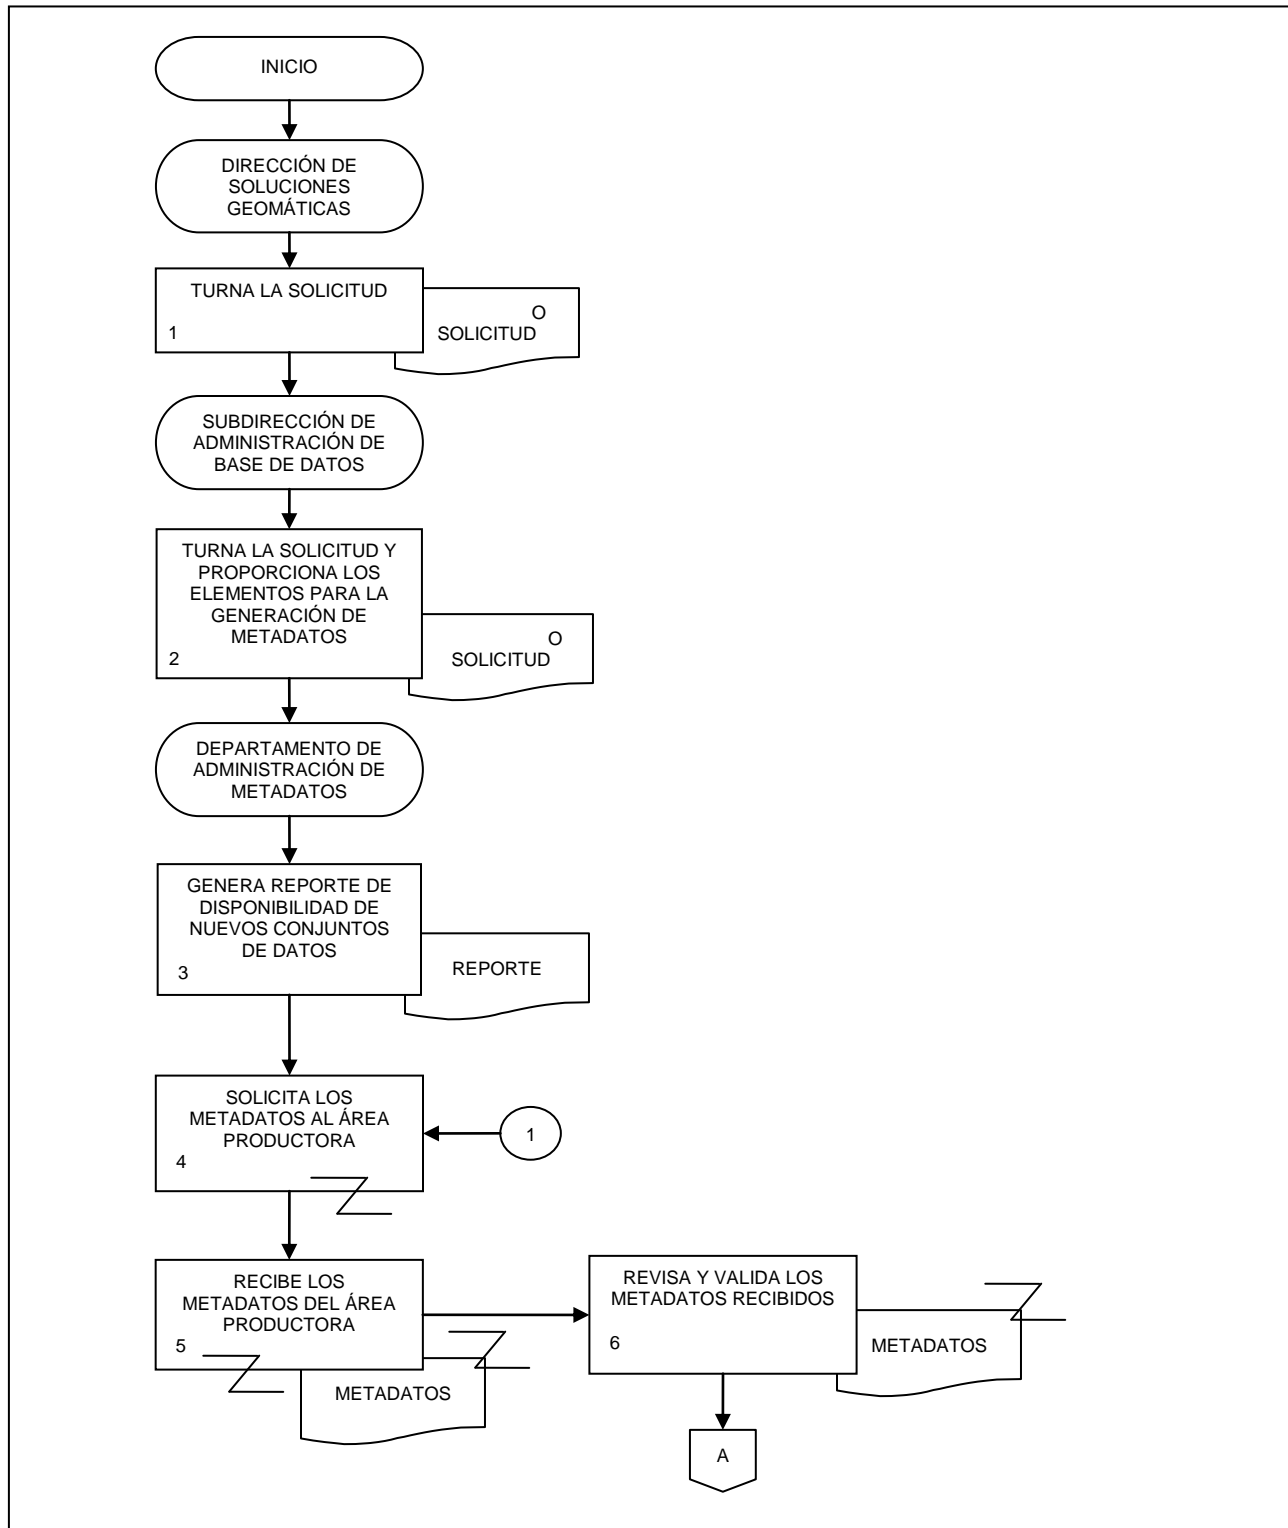 INICIO
DIRECCIÓN DE
SOLUCIONES
GEOMÁTICAS
TURNA LA SOLICITUD
1
O
SOLICITUD
SUBDIRECCIÓN DE
ADMINISTRACIÓN DE
BASE DE DATOS
TURNA LA SOLICITUD Y
PROPORCIONA LOS
ELEMENTOS PARA LA
GENERACIÓN DE
METADATOS
2
O
SOLICITUD
DEPARTAMENTO DE
ADMINISTRACIÓN DE
METADATOS
GENERA REPORTE DE
DISPONIBILIDAD DE
NUEVOS CONJUNTOS
DE DATOS
3
REPORTE
SOLICITA LOS
METADATOS AL ÁREA
PRODUCTORA
4
1
RECIBE LOS
METADATOS DEL ÁREA
PRODUCTORA
5
METADATOS
REVISA Y VALIDA LOS
METADATOS RECIBIDOS
6
METADATOS
A